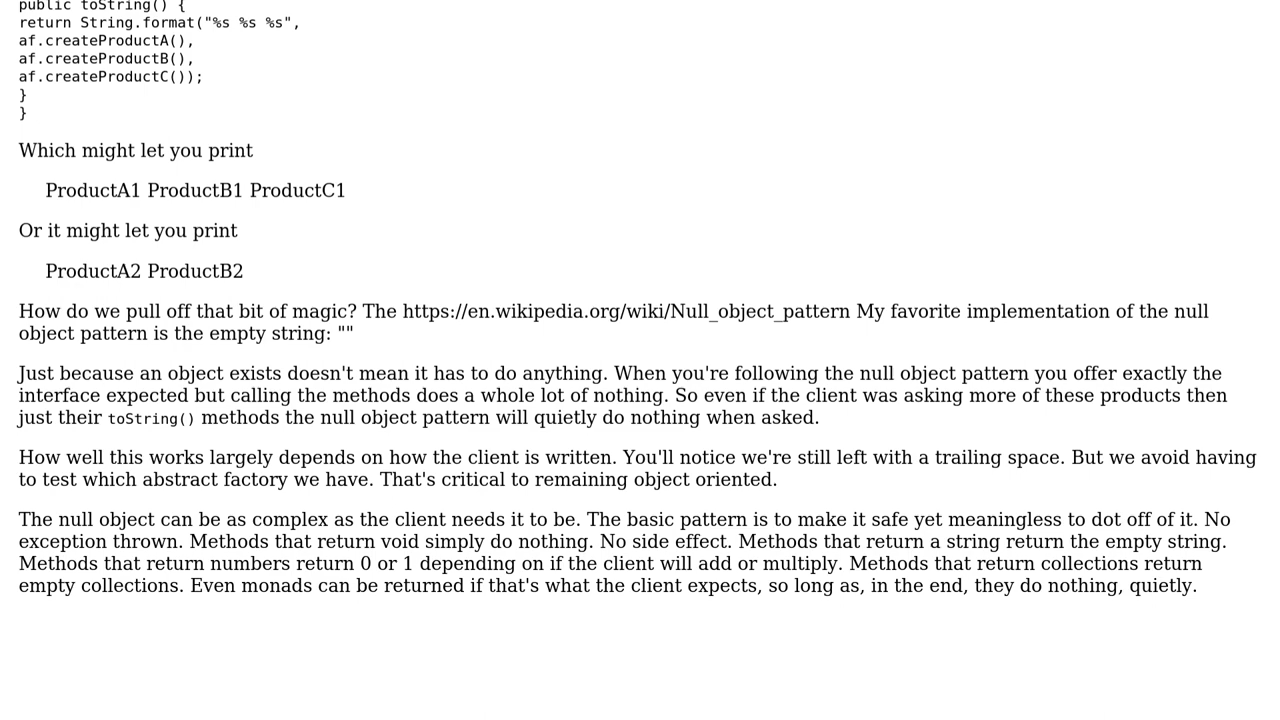 public toString() {
return String.format("%s %s %s",
af.createProductA(),
af.createProductB(),
af.createProductC());
}
}
Which might let you print
ProductA1 ProductB1 ProductC1
Or it might let you print
ProductA2 ProductB2
How do we pull off that bit of magic? The https://en.wikipedia.org/wiki/Null_object_pattern My favorite implementation of the null
object pattern is the empty string: ""
Just because an object exists doesn't mean it has to do anything. When you're following the null object pattern you offer exactly the
interface expected but calling the methods does a whole lot of nothing. So even if the client was asking more of these products then
just their toString() methods the null object pattern will quietly do nothing when asked.
How well this works largely depends on how the client is written. You'll notice we're still left with a trailing space. But we avoid having
to test which abstract factory we have. That's critical to remaining object oriented.
The null object can be as complex as the client needs it to be. The basic pattern is to make it safe yet meaningless to dot off of it. No
exception thrown. Methods that return void simply do nothing. No side effect. Methods that return a string return the empty string.
Methods that return numbers return 0 or 1 depending on if the client will add or multiply. Methods that return collections return
empty collections. Even monads can be returned if that's what the client expects, so long as, in the end, they do nothing, quietly.